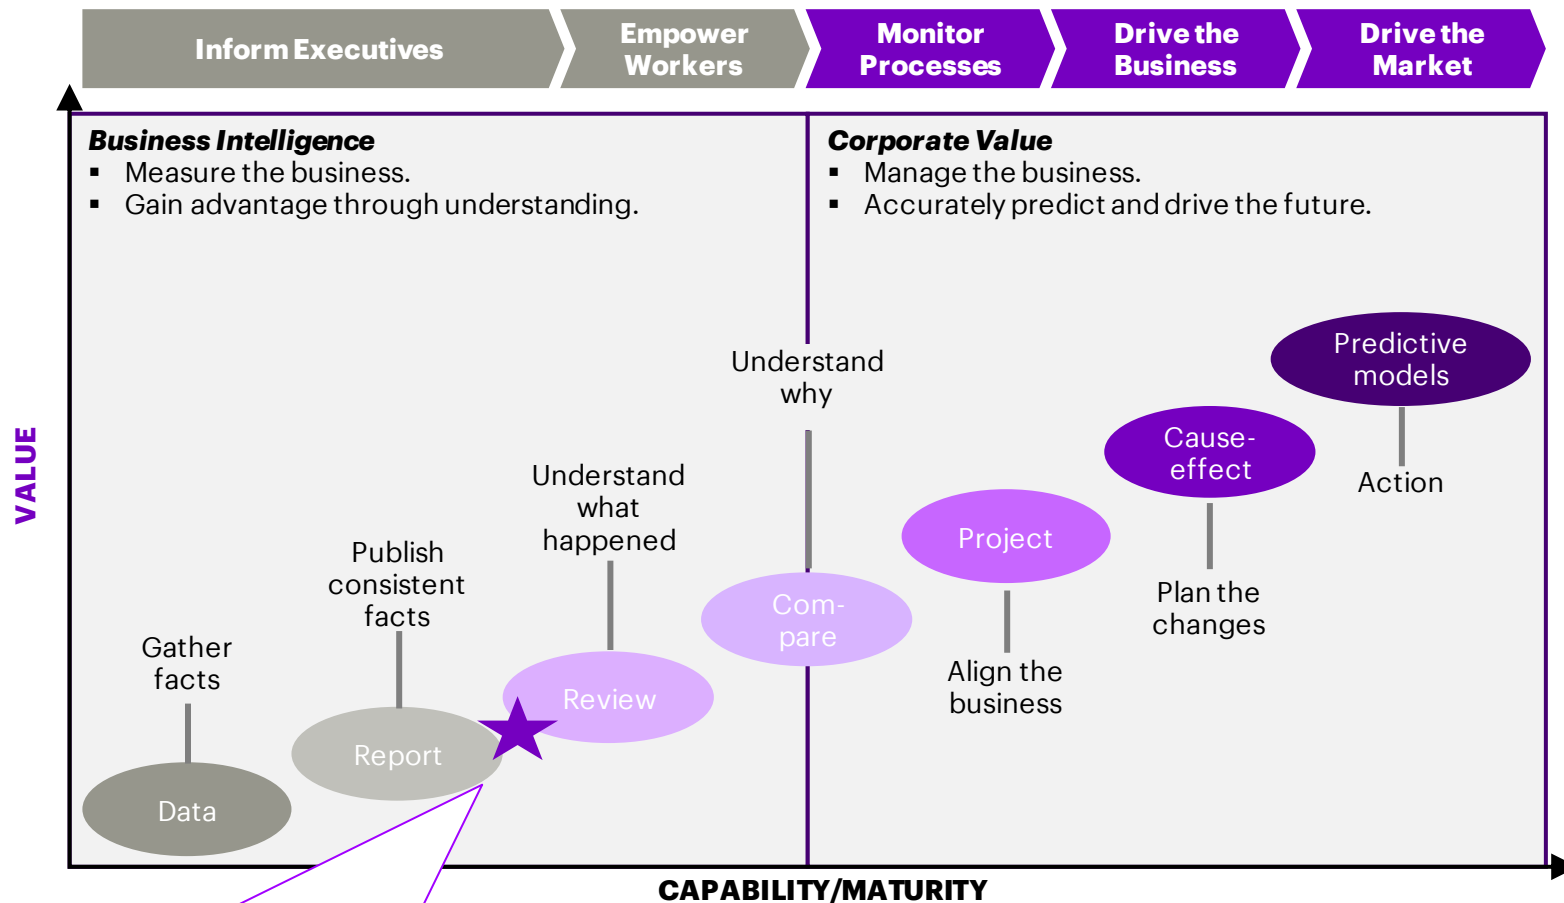 Inform Executives
Empower
Workers
Monitor
Processes
Drive the
Business
Drive the
Market
Business Intelligence
▪ Measure the business.
▪ Gain advantage through understanding.
Corporate Value
▪ Manage the business.
▪ Accurately predict and drive the future.
VALUE
Gather
facts
Data
Publish
consistent
facts
Report
Understand
what
happened
Review
Understand
why
Com-
pare
Project
Align the
business
Cause-
effect
Plan the
changes
Predictive
models
Action
CAPABILITY/MATURITY